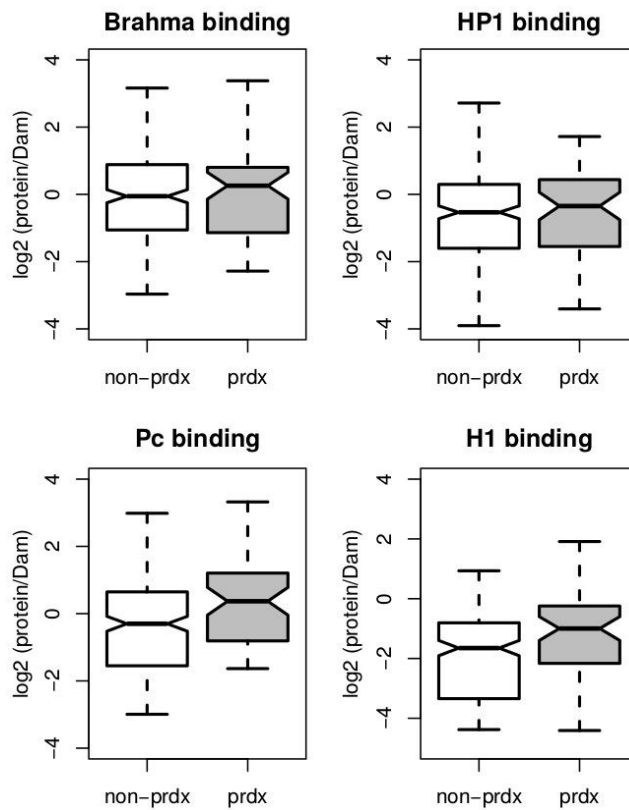 Brahma binding
log2 (protein/Dam)
4
2
0
-2
-4
non-prdx prdx
HP1 binding
log2 (protein/Dam)
4
2
0
-2
-4
non-prdx prdx
Pc binding
log2 (protein/Dam)
4
2
0
-2
-4
non-prdx prdx
H1 binding
log2 (protein/Dam)
4
2
0
-2
-4
non-prdx prdx